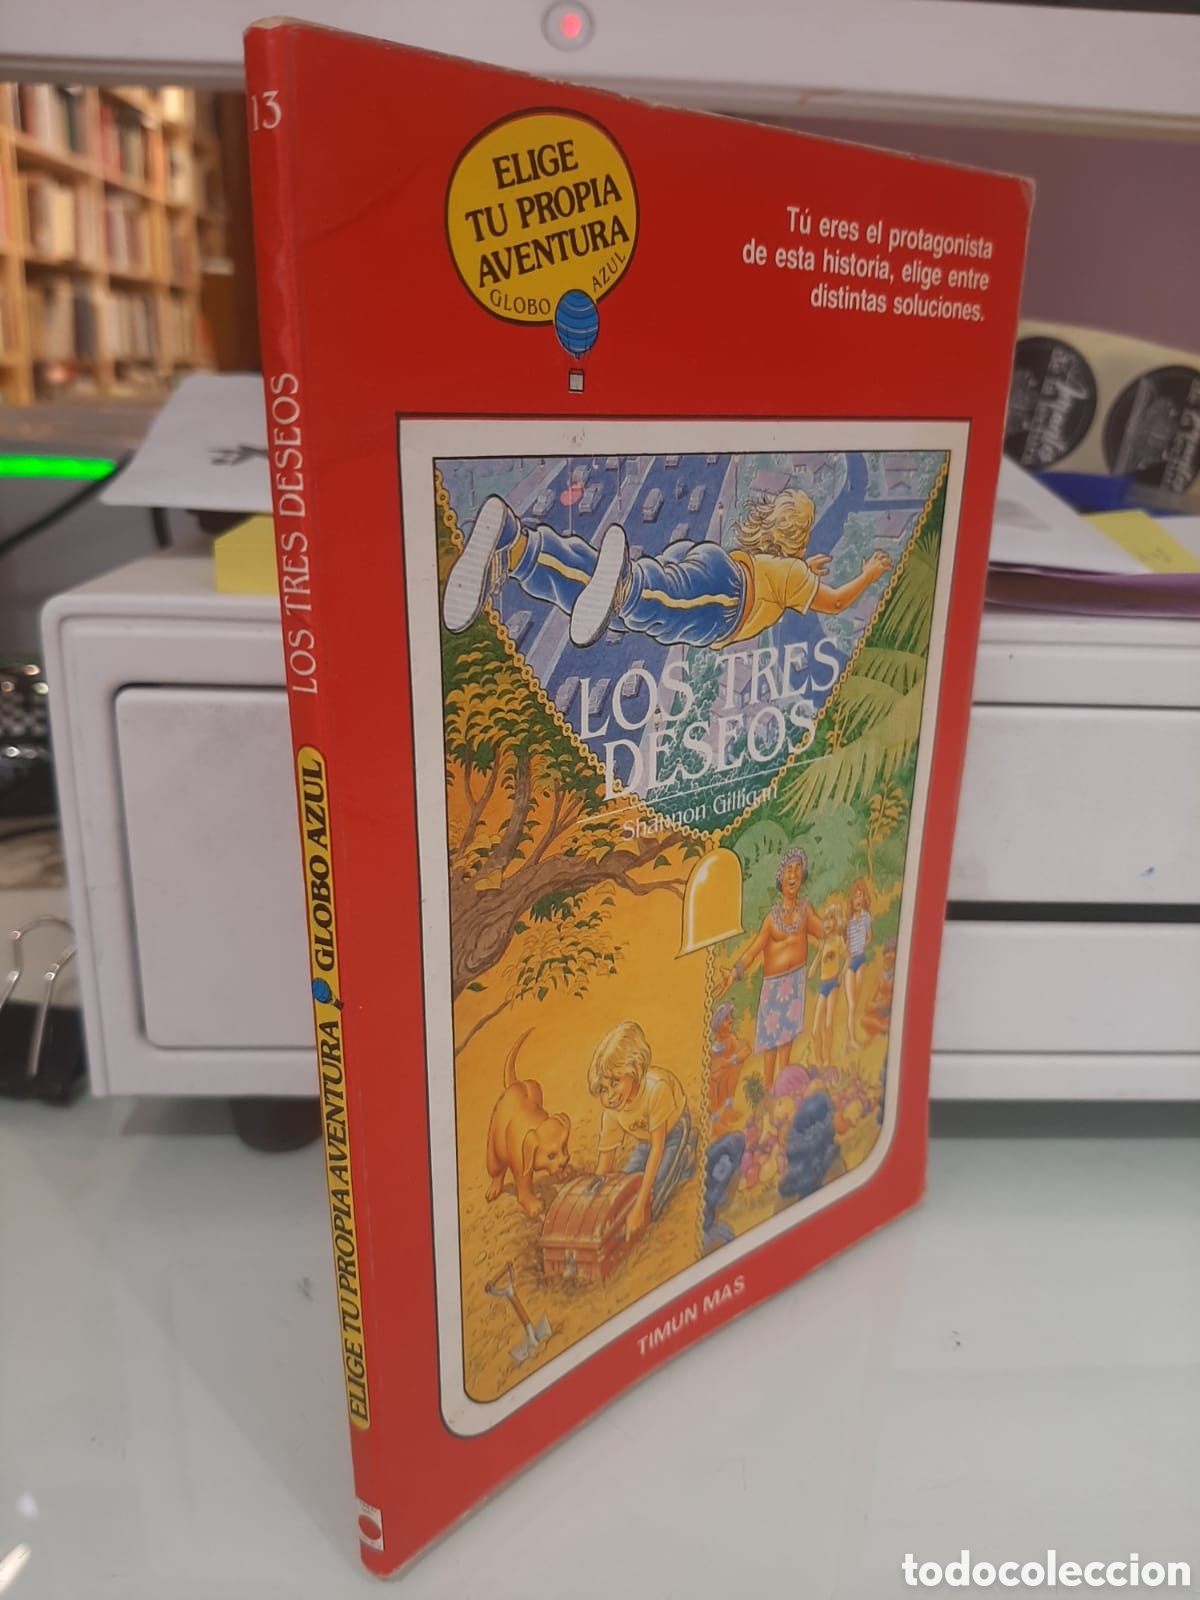 13
LOS TRES DESEOS
ELIGE TU PROPIA AVENTURA GLOBO AZUL
ELIGE
TU PROPIA
AVENTURA
GLOBO AZUL
Tú eres el protagonista
de esta historia, elige entre
distintas soluciones.
LOS TRES
DESEOS
Shannon Gilligan
TIMUN MAS
todocoleccion